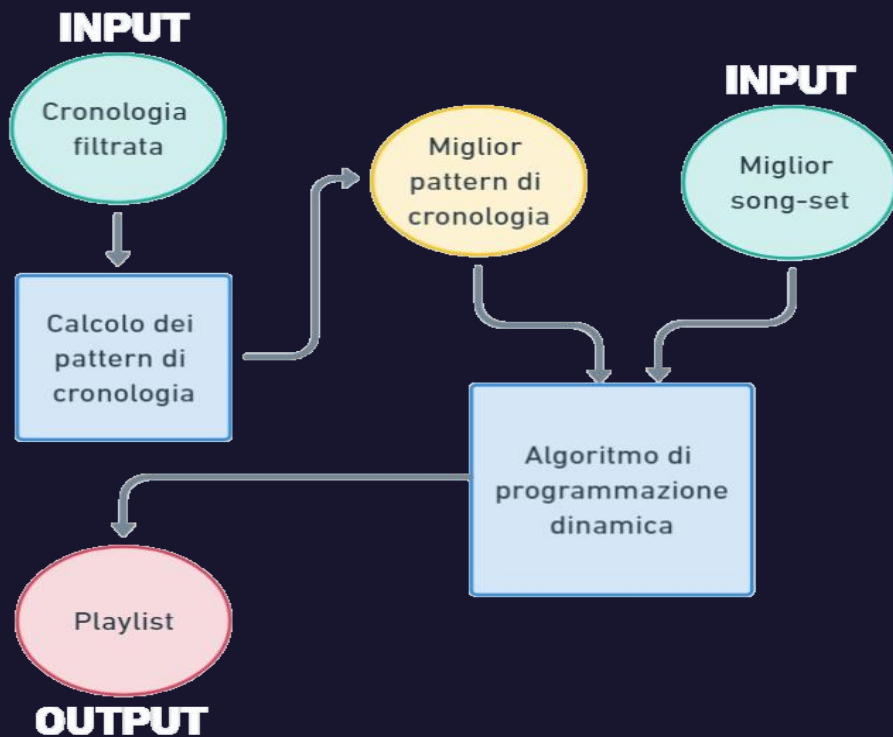 INPUT
Cronologia
filtrata
Calcolo dei
pattern di
cronologia
Miglior
pattern di
cronologia
INPUT
Miglior
song-set
Algoritmo di
programmazione
dinamica
Playlist
OUTPUT